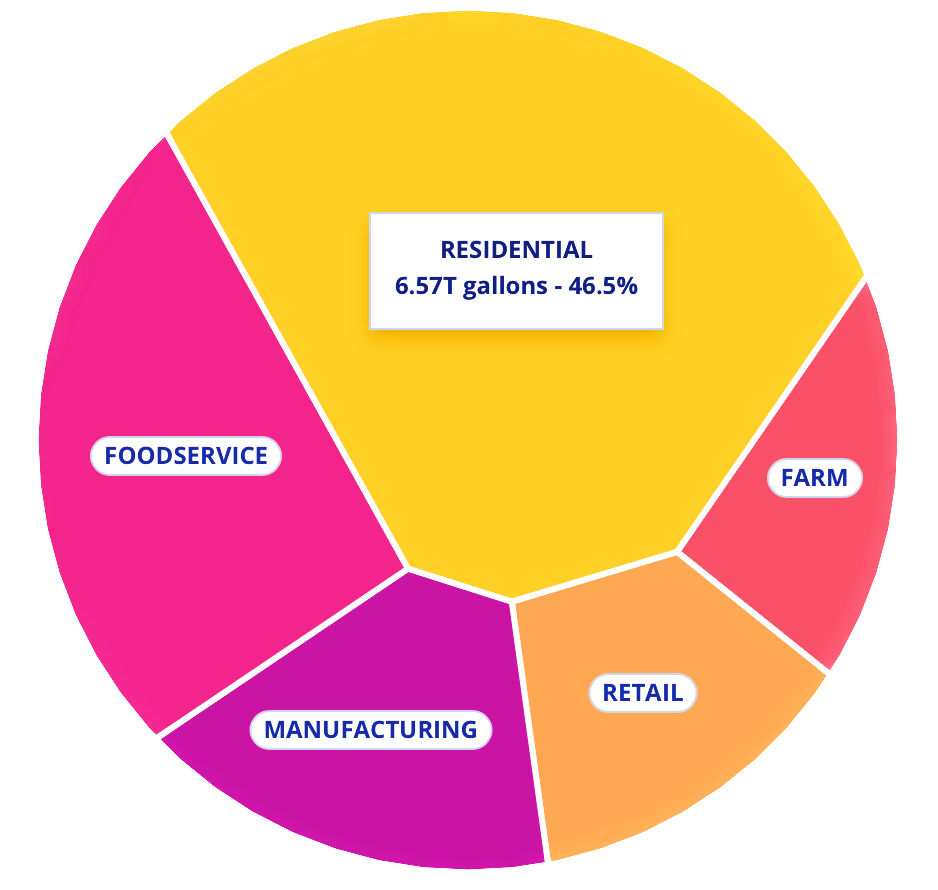 RESIDENTIAL
6.57T gallons - 46.5%
FOODSERVICE
FARM
RETAIL
MANUFACTURING